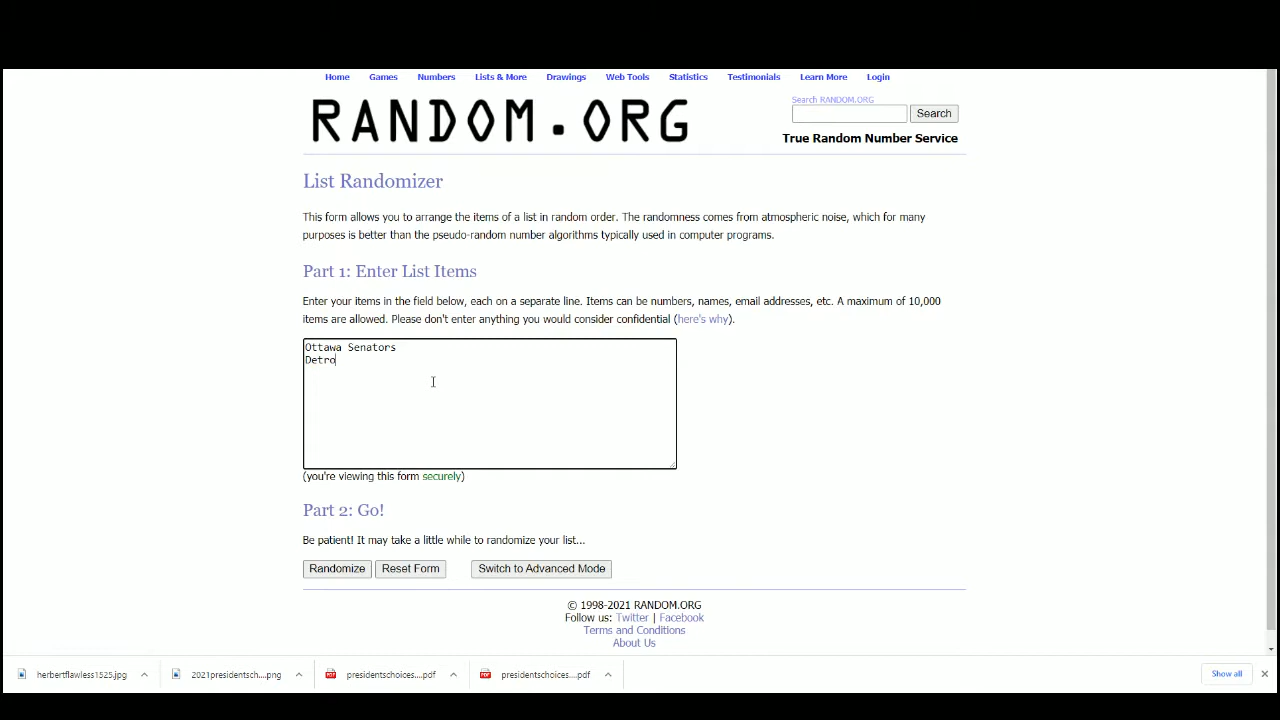 Home Games Numbers Lists & More Drawings Web Tools Statistics Testimonials Learn More Login
RANDOM.ORG
Search RANDOM.ORG
Search
True Random Number Service
List Randomizer
This form allows you to arrange the items of a list in random order. The randomness comes from atmospheric noise, which for many
purposes is better than the pseudo-random number algorithms typically used in computer programs.
Part 1: Enter List Items
Enter your items in the field below, each on a separate line. Items can be numbers, names, email addresses, etc. A maximum of 10,000
items are allowed. Please don't enter anything you would consider confidential (here's why).
Ottawa Senators
Detro
(you're viewing this form securely)
Part 2: Go!
Be patient! It may take a little while to randomize your list...
Randomize Reset Form Switch to Advanced Mode
© 1998-2021 RANDOM.ORG
Follow us: Twitter | Facebook
Terms and Conditions
About Us
herbertflawless1525.jpg 2021presidentsch....png presidentschoices....pdf presidentschoices....pdf Show all